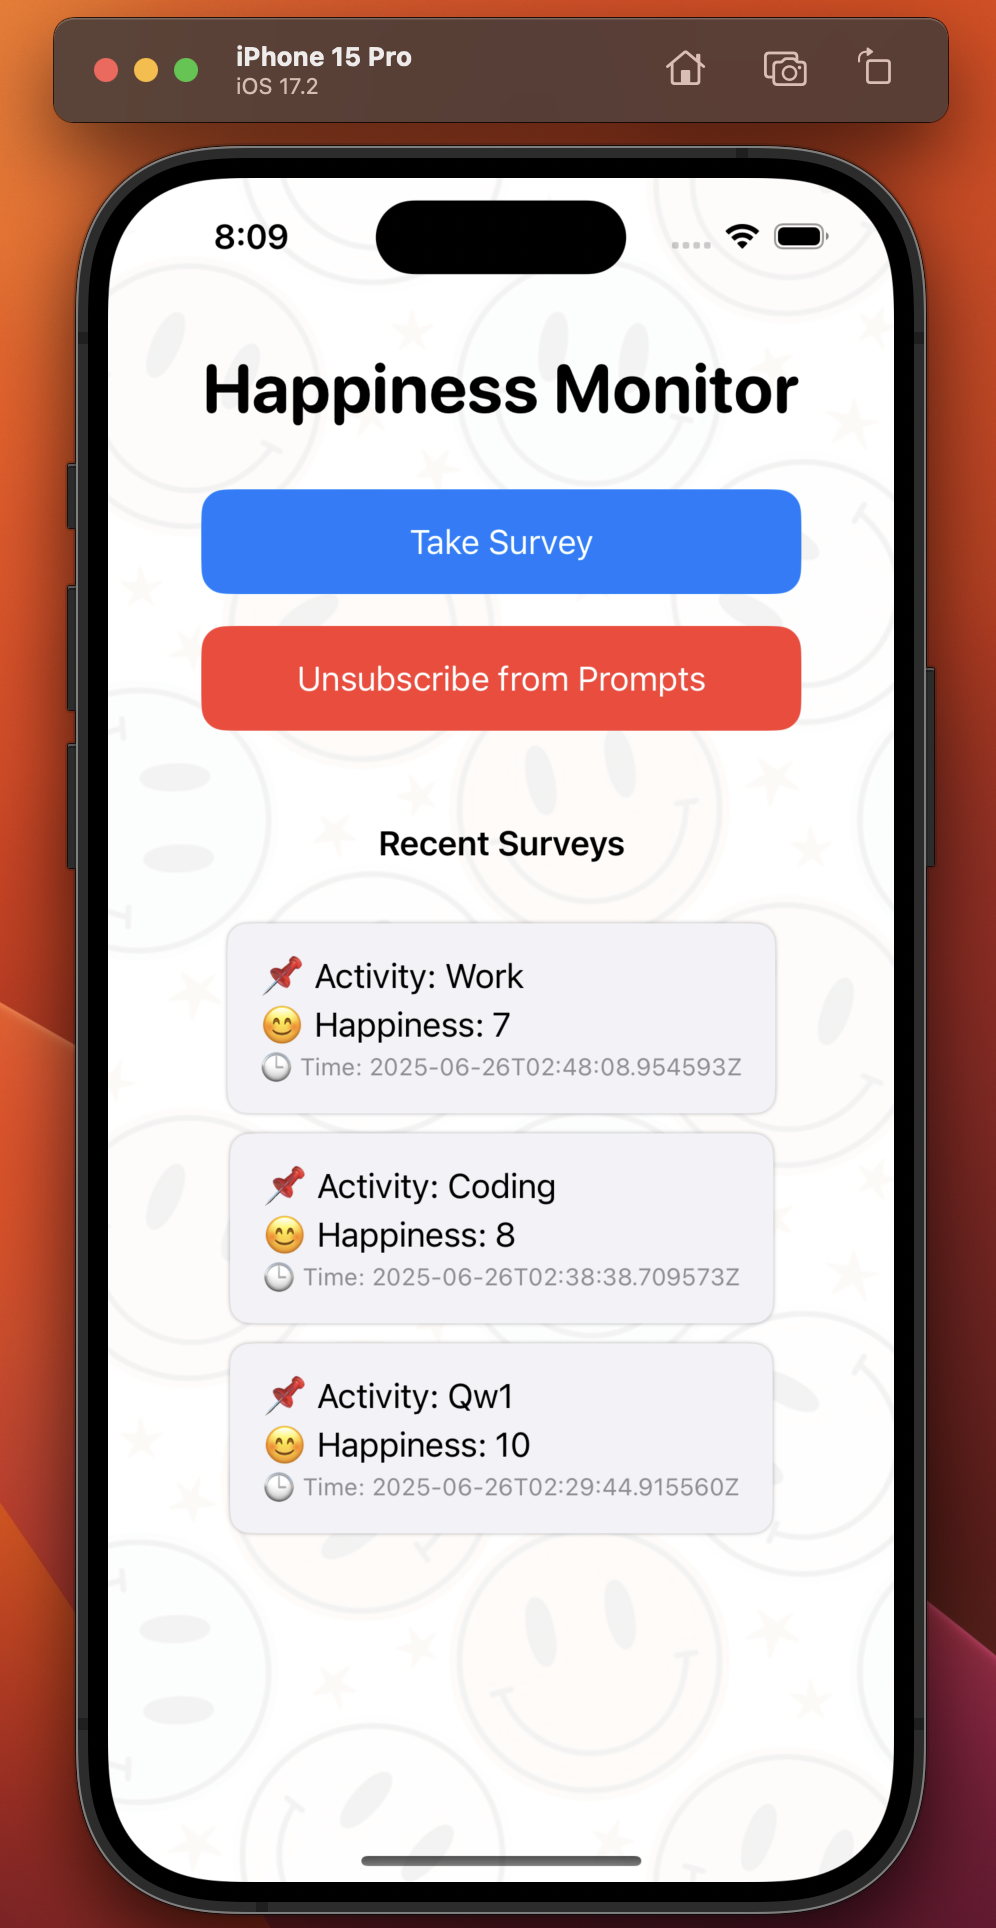 iPhone 15 Pro
iOS 17.2
8:09
Happiness Monitor
Take Survey
Unsubscribe from Prompts
Recent Surveys
📌 Activity: Work
😊 Happiness: 7
🕒 Time: 2025-06-26T02:48:08.954593Z
📌 Activity: Coding
😊 Happiness: 8
🕒 Time: 2025-06-26T02:38:38.709573Z
📌 Activity: Qw1
😊 Happiness: 10
🕒 Time: 2025-06-26T02:29:44.915560Z